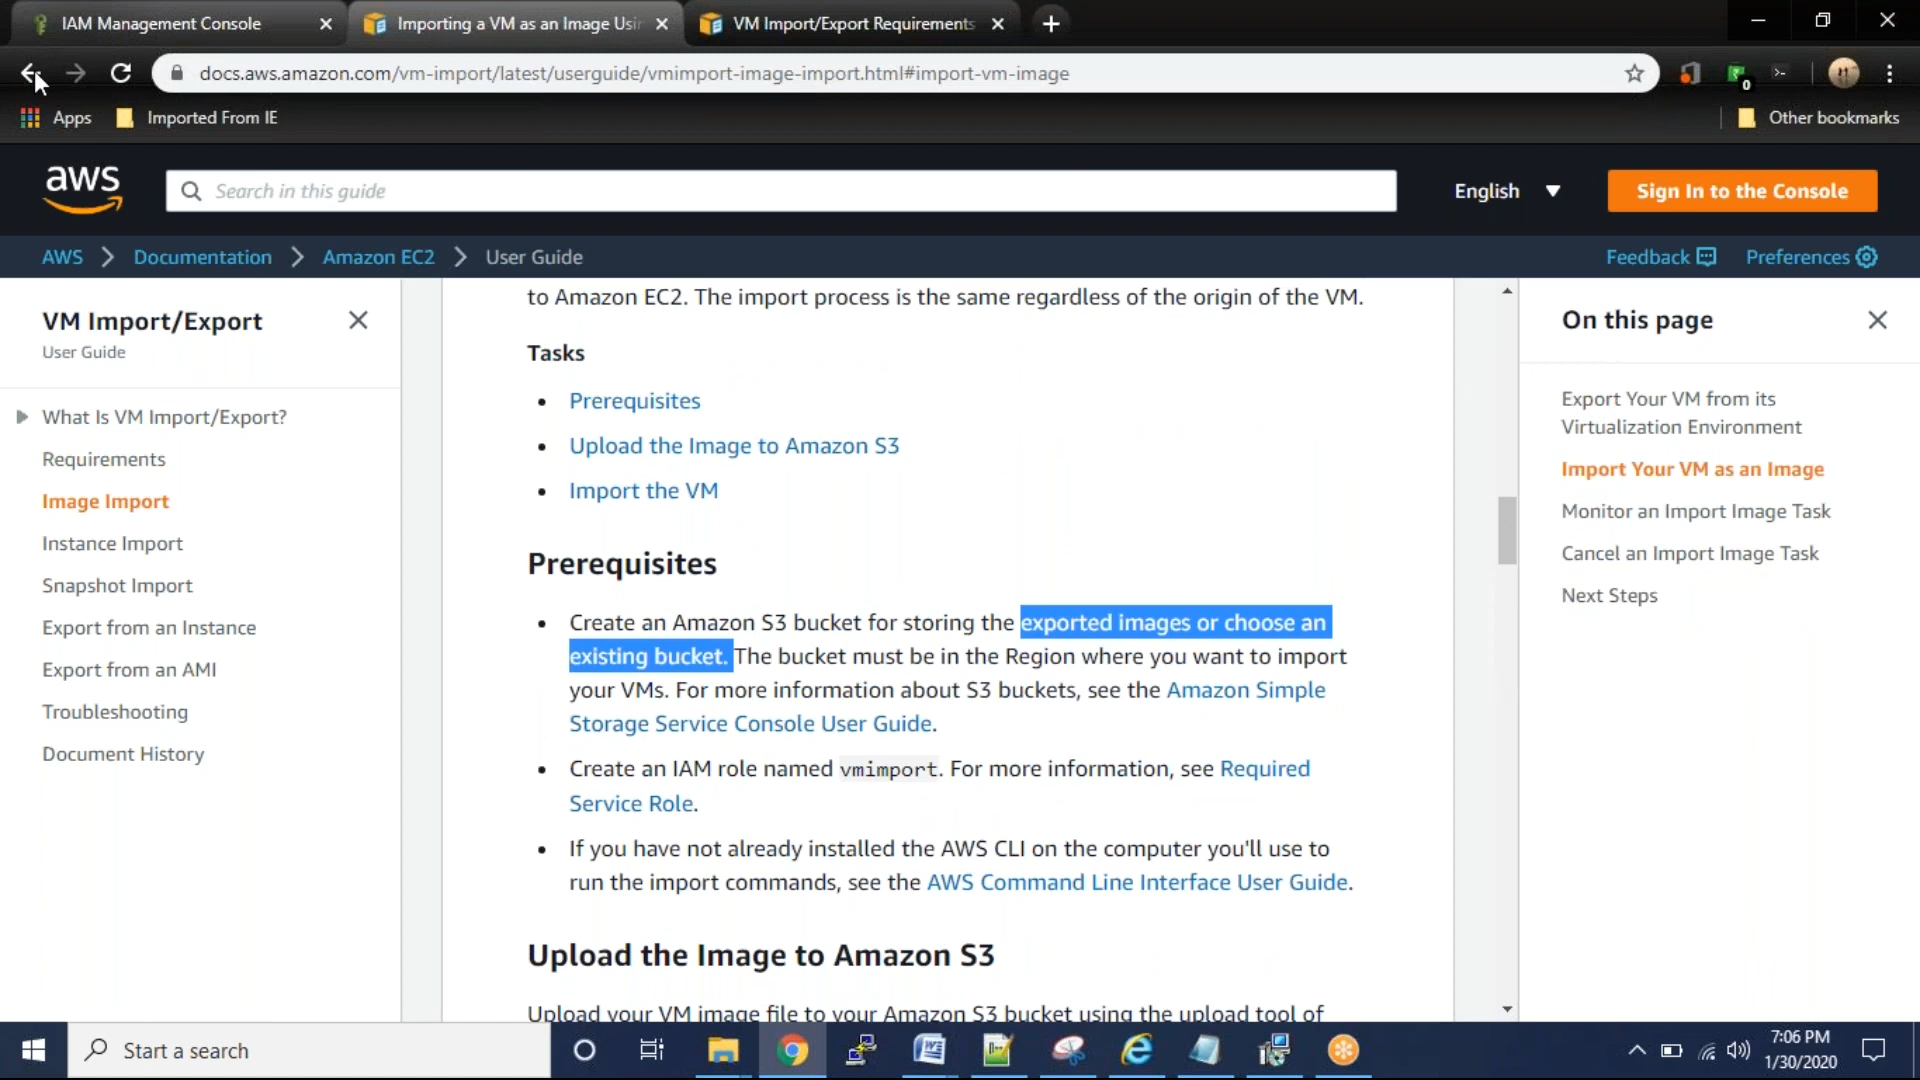 IAM Management Console
Importing a VM as an Image Usin
VM Import/Export Requirements
docs.aws.amazon.com/vm-import/latest/userguide/vmimport-image-import.html#import-vm-image
0
Apps
Imported From IE
Other bookmarks
aws
Search in this guide
English
Sign In to the Console
AWS
Documentation
Amazon EC2
User Guide
Feedback
Preferences
VM Import/Export
User Guide
What Is VM Import/Export?
Requirements
Image Import
Instance Import
Snapshot Import
Export from an Instance
Export from an AMI
Troubleshooting
Document History
to Amazon EC2. The import process is the same regardless of the origin of the VM.
Tasks
Prerequisites
Upload the Image to Amazon S3
Import the VM
Prerequisites
Create an Amazon S3 bucket for storing the exported images or choose an
existing bucket. The bucket must be in the Region where you want to import
your VMs. For more information about S3 buckets, see the Amazon Simple
Storage Service Console User Guide.
Create an IAM role named vmimport. For more information, see Required
Service Role.
If you have not already installed the AWS CLI on the computer you'll use to
run the import commands, see the AWS Command Line Interface User Guide.
Upload the Image to Amazon S3
Upload your VM image file to your Amazon S3 bucket using the upload tool of
On this page
Export Your VM from its
Virtualization Environment
Import Your VM as an Image
Monitor an Import Image Task
Cancel an Import Image Task
Next Steps
Start a search
7:06 PM
1/30/2020